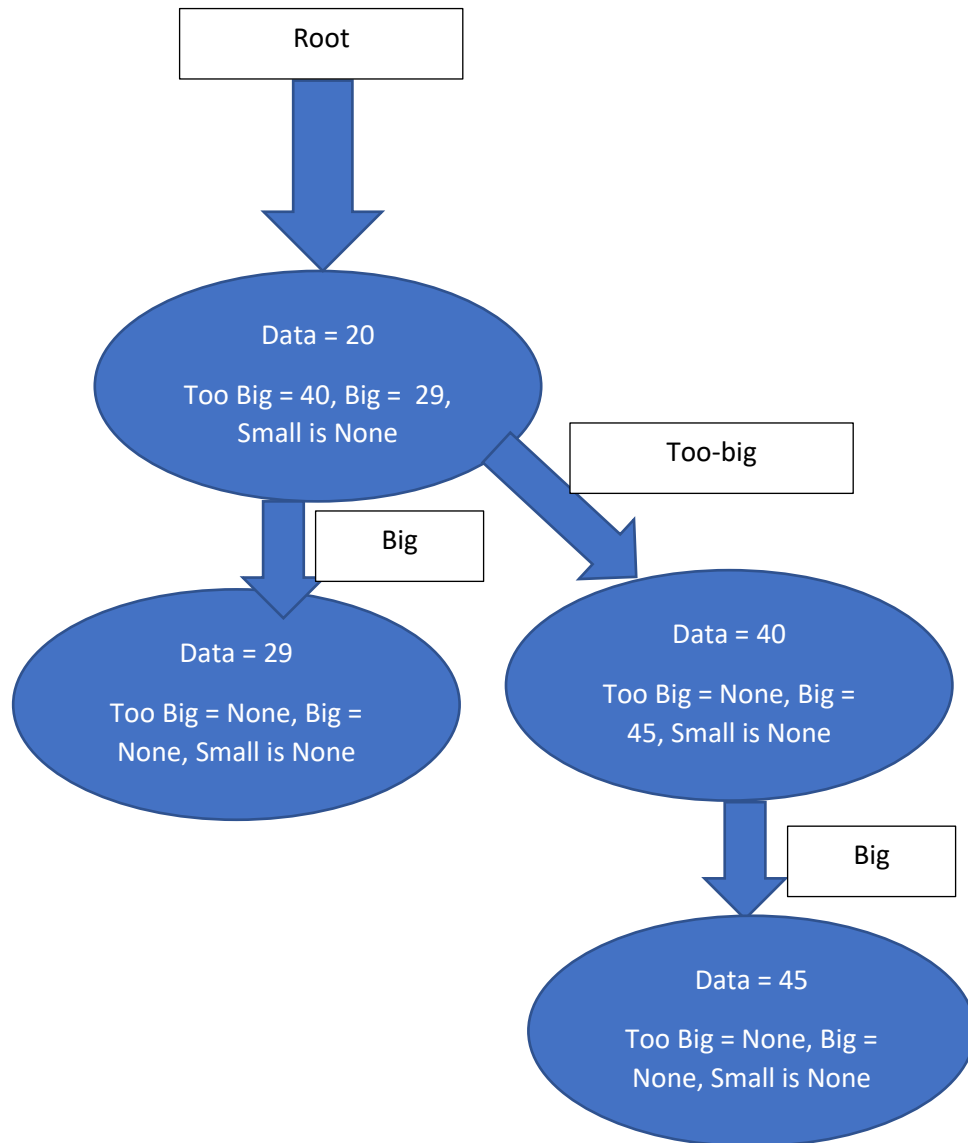 Root
Data = 20
Too Big = 40, Big =  29,
Small is None
Too-big
Big
Data = 29
Too Big = None, Big =
None, Small is None
Data = 40
Too Big = None, Big =
45, Small is None
Big
Data = 45
Too Big = None, Big =
None, Small is None